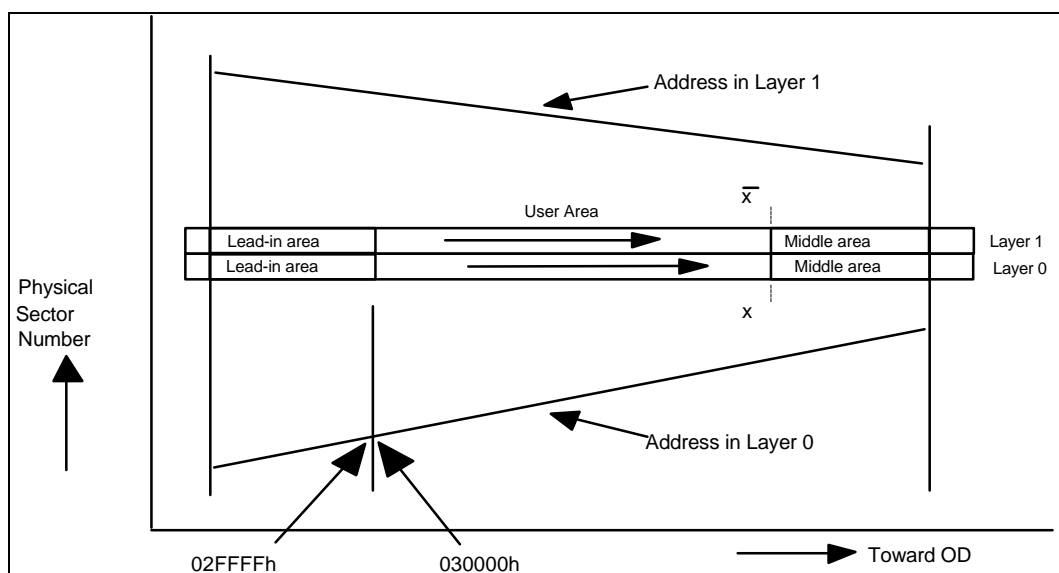 Address in Layer 1
x̅
User Area
Lead-in area
Middle area
Layer 1
Lead-in area
Middle area
Layer 0
x
Physical
Sector
Number
Address in Layer 0
02FFFFh
030000h
Toward OD